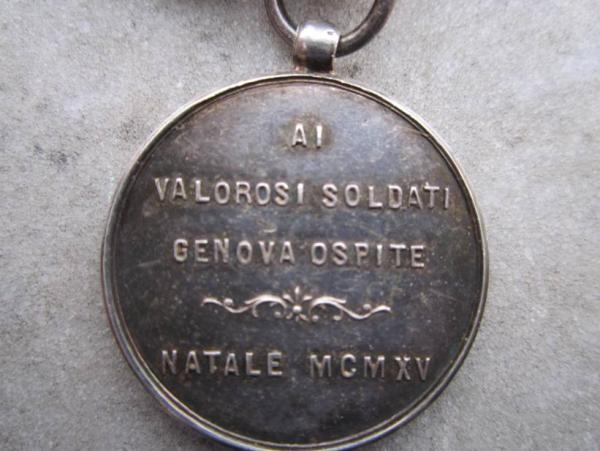 AI
VALOROSI SOLDATI
GENOVA OSPITE
NATALE MCMXV